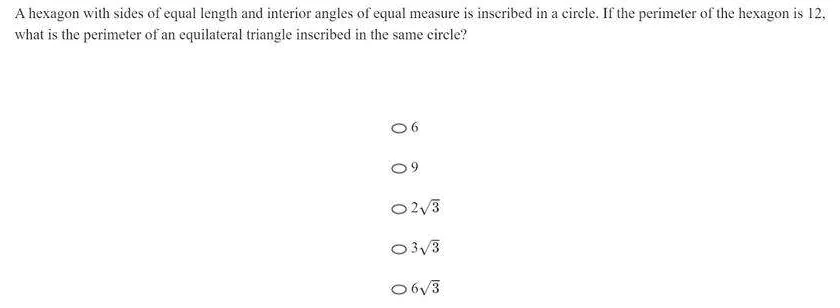 A hexagon with sides of equal length and interior angles of equal measure is inscribed in a circle. If the perimeter of the hexagon is 12,
what is the perimeter of an equilateral triangle inscribed in the same circle?
6
9
2√3
3√3
6√3